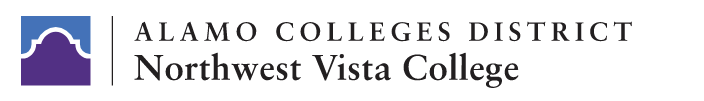 ALAMO COLLEGES DISTRICT
Northwest Vista College